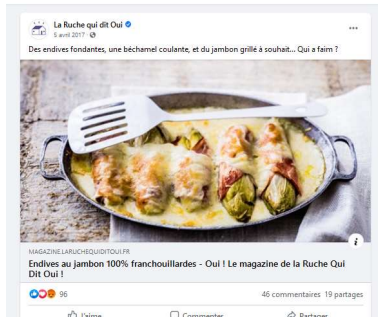 La Ruche qui dit Oui
5 avril 2017
Des endives fondantes, une béchamel coulante, et du jambon grillé à souhait... Qui a faim ?
i
MAGAZINE.LARUCHEQUIDITOUI.FR
Endives au jambon 100% franchouillardes - Oui ! Le magazine de la Ruche Qui
Dit Oui !
96
46 commentaires 19 partages
J'aime
Commenter
Partager